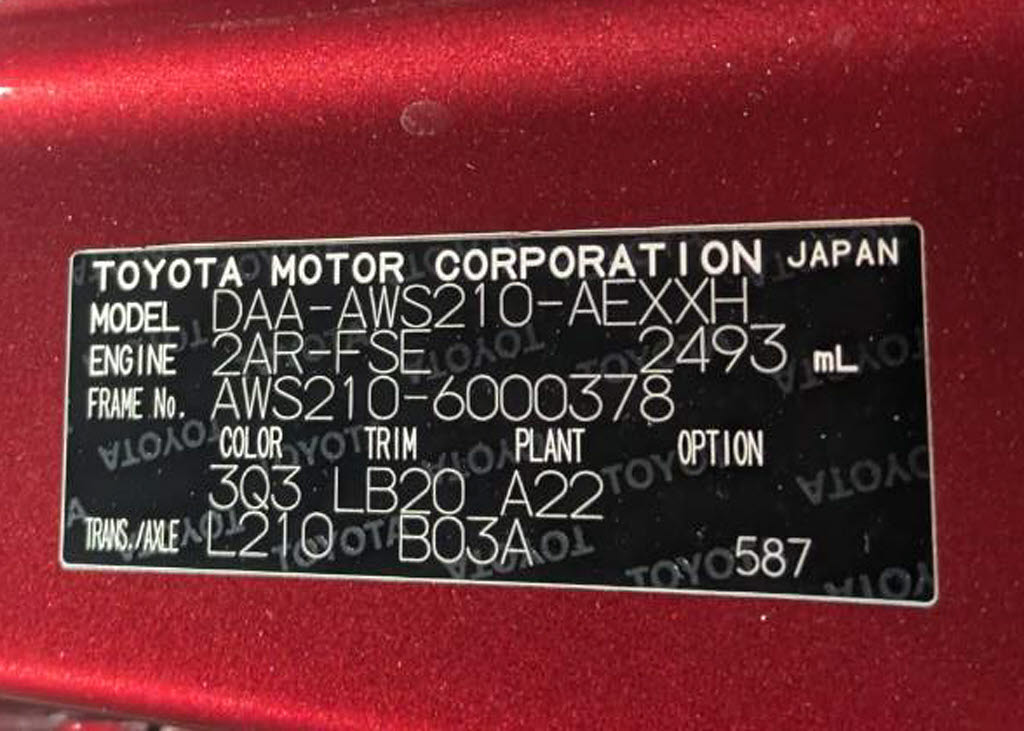 TOYOTA MOTOR CORPORATION JAPAN
MODEL DAA-AWS210-AEXXH
ENGINE 2AR-FSE 2493 mL
FRAME No. AWS210-6000378
COLOR TRIM PLANT OPTION
3Q3 LB20 A22
TRANS./AXLE L210 B03A 587